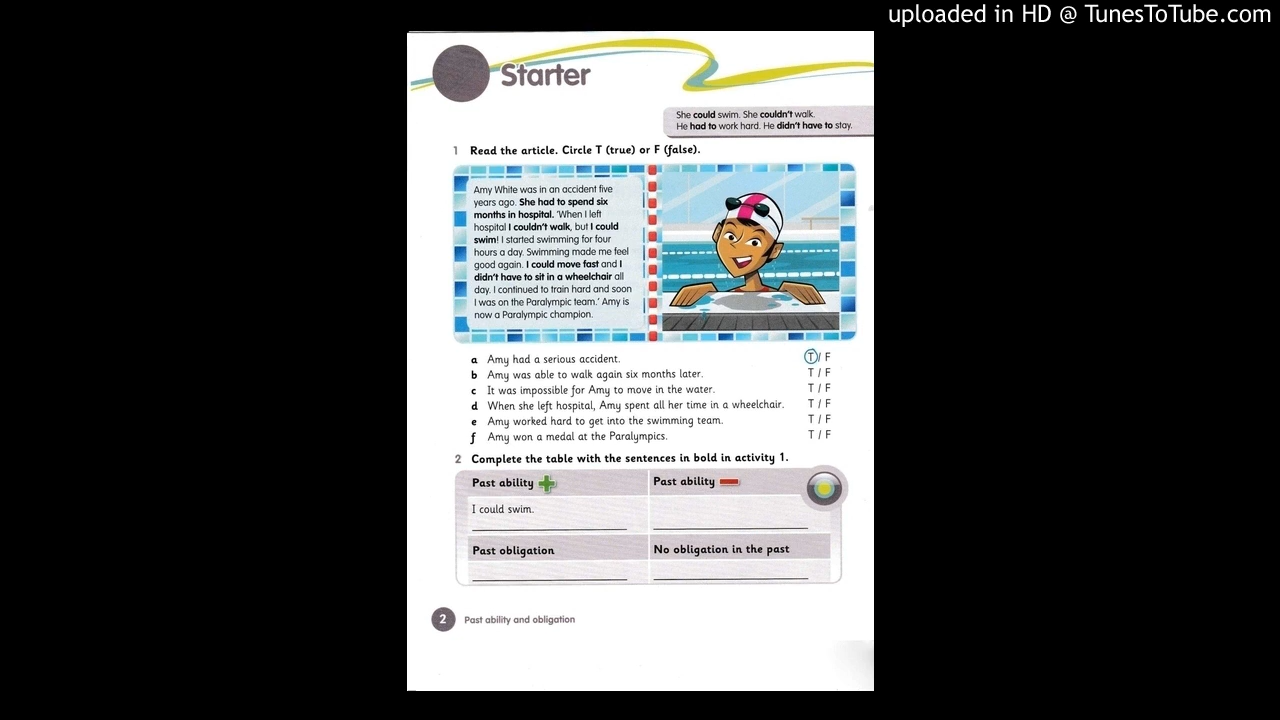 uploaded in HD @ TunesToTube.com
Starter
She could swim. She couldn't walk.
He had to work hard. He didn't have to stay.
1 Read the article. Circle T (true) or F (false).
Amy White was in an accident five
years ago. She had to spend six
months in hospital. 'When I left
hospital I couldn't walk, but I could
swim! I started swimming for four
hours a day. Swimming made me feel
good again. I could move fast and I
didn't have to sit in a wheelchair all
day. I continued to train hard and soon
I was on the Paralympic team.' Amy is
now a Paralympic champion.
a Amy had a serious accident. T / F
b Amy was able to walk again six months later. T / F
c It was impossible for Amy to move in the water. T / F
d When she left hospital, Amy spent all her time in a wheelchair. T / F
e Amy worked hard to get into the swimming team. T / F
f Amy won a medal at the Paralympics. T / F
2 Complete the table with the sentences in bold in activity 1.
Past ability + Past ability -
I could swim.
Past obligation No obligation in the past
2 Past ability and obligation